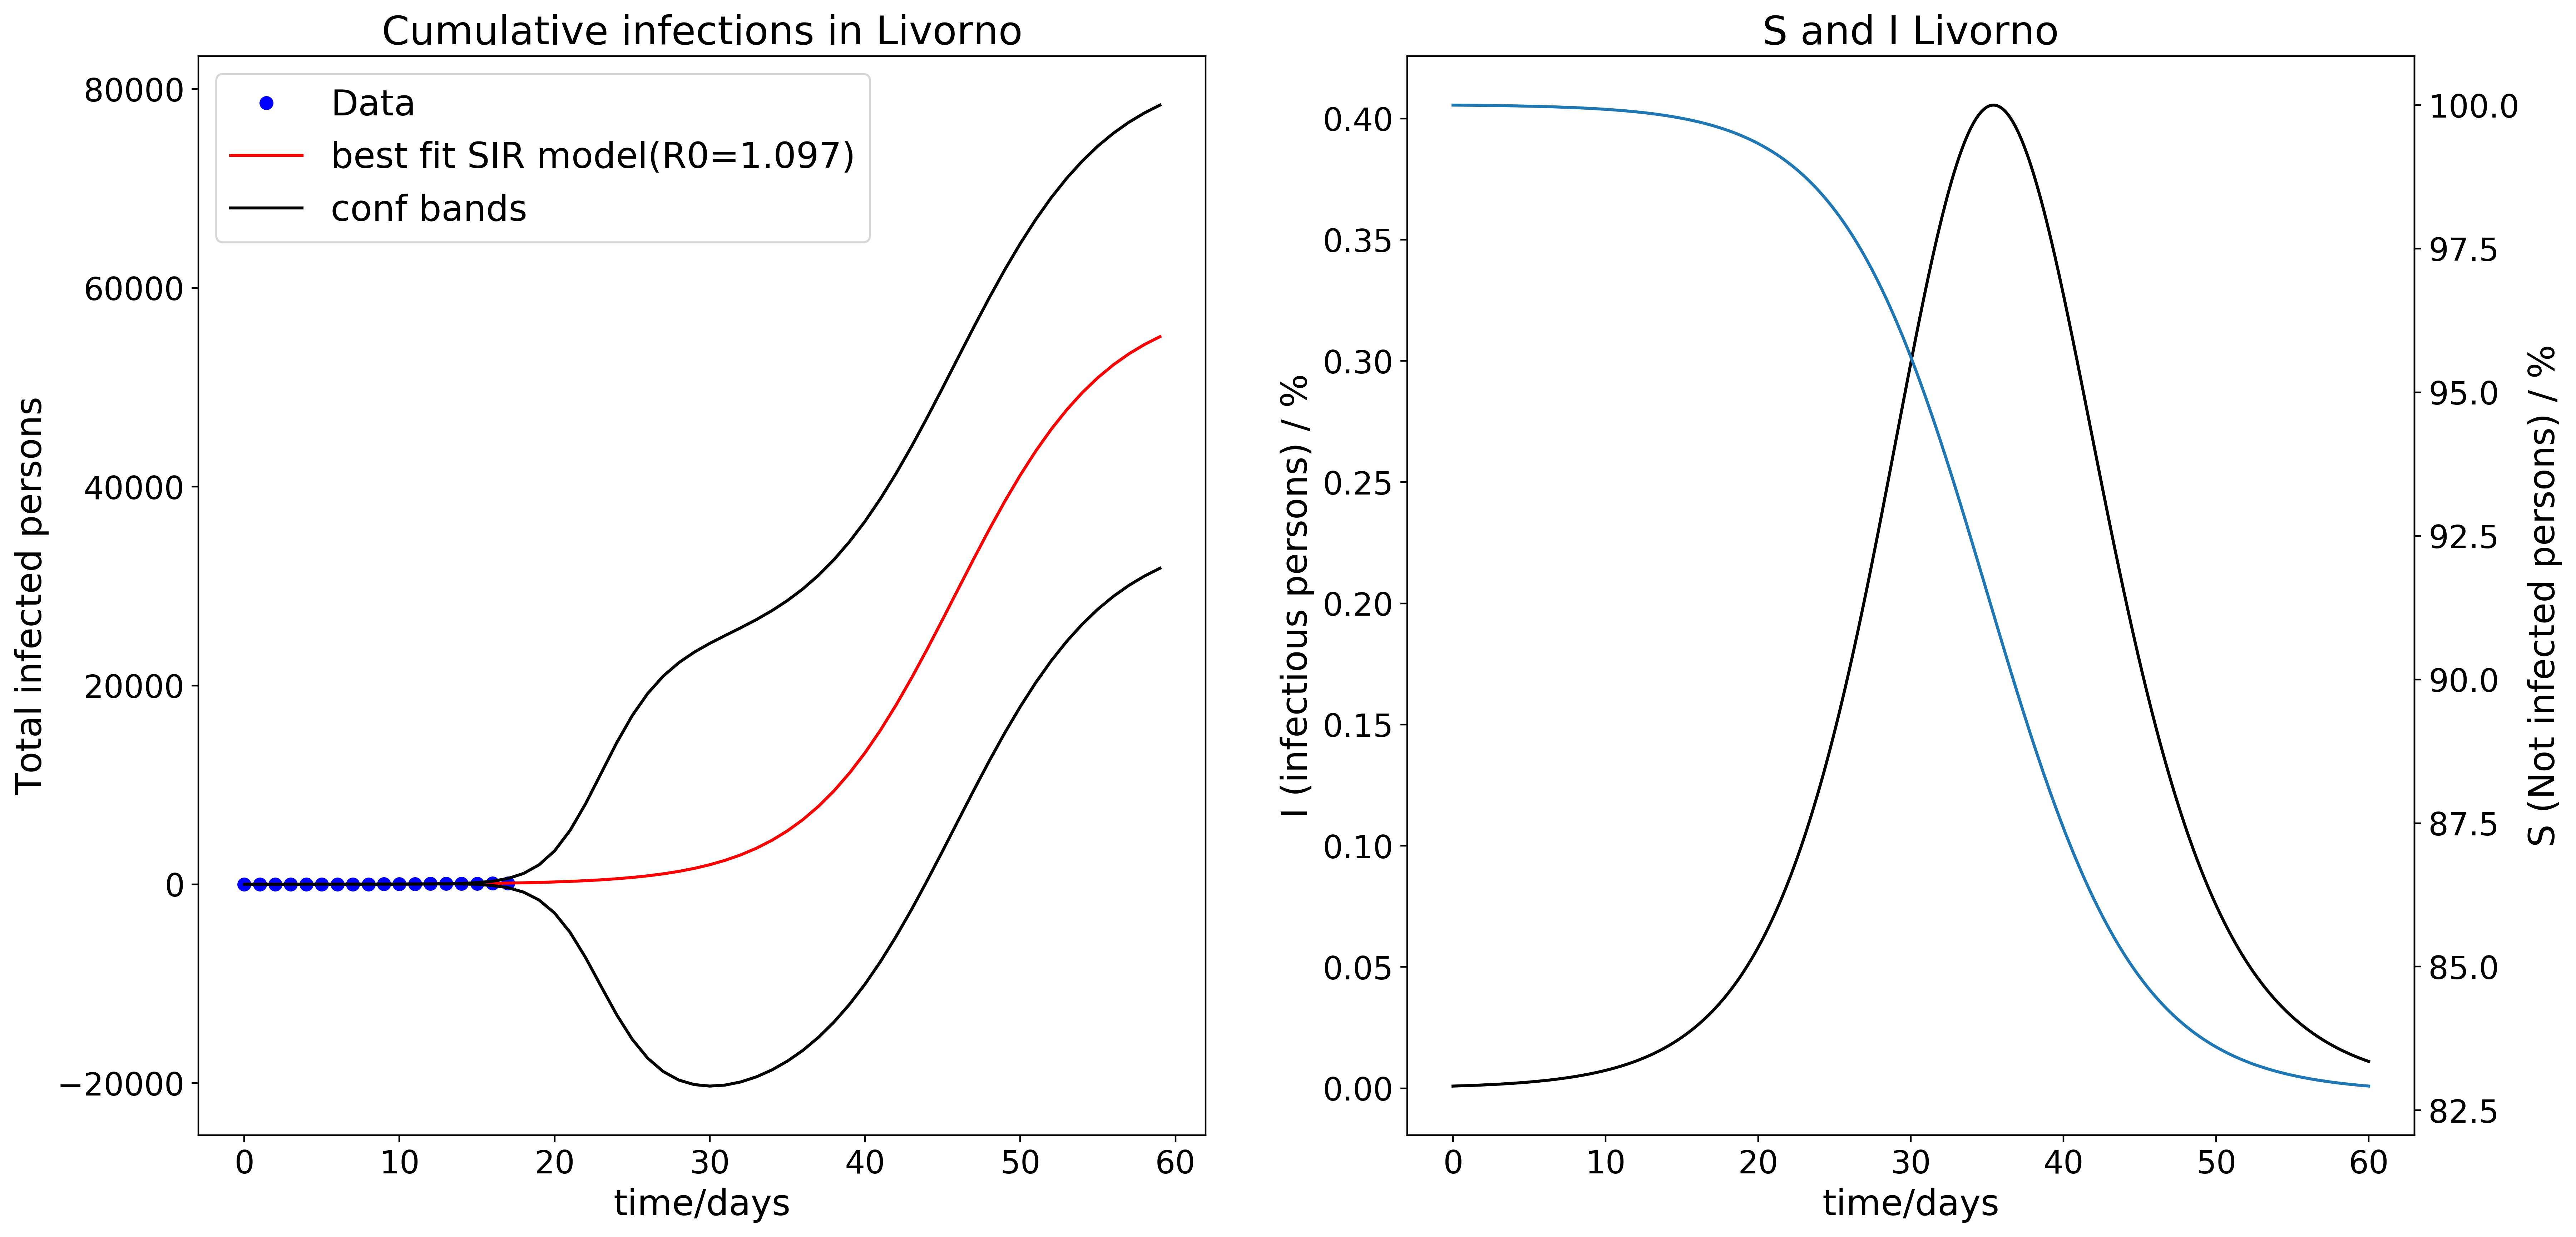 Cumulative infections in Livorno
Data
best fit SIR model(R0=1.097)
conf bands
Total infected persons
80000
60000
40000
20000
0
−20000
0 10 20 30 40 50 60
time/days
S and I Livorno
I (infectious persons) / %
0.40
0.35
0.30
0.25
0.20
0.15
0.10
0.05
0.00
0 10 20 30 40 50 60
time/days
100.0
97.5
95.0
92.5
90.0
87.5
85.0
82.5
S (Not infected persons) / %